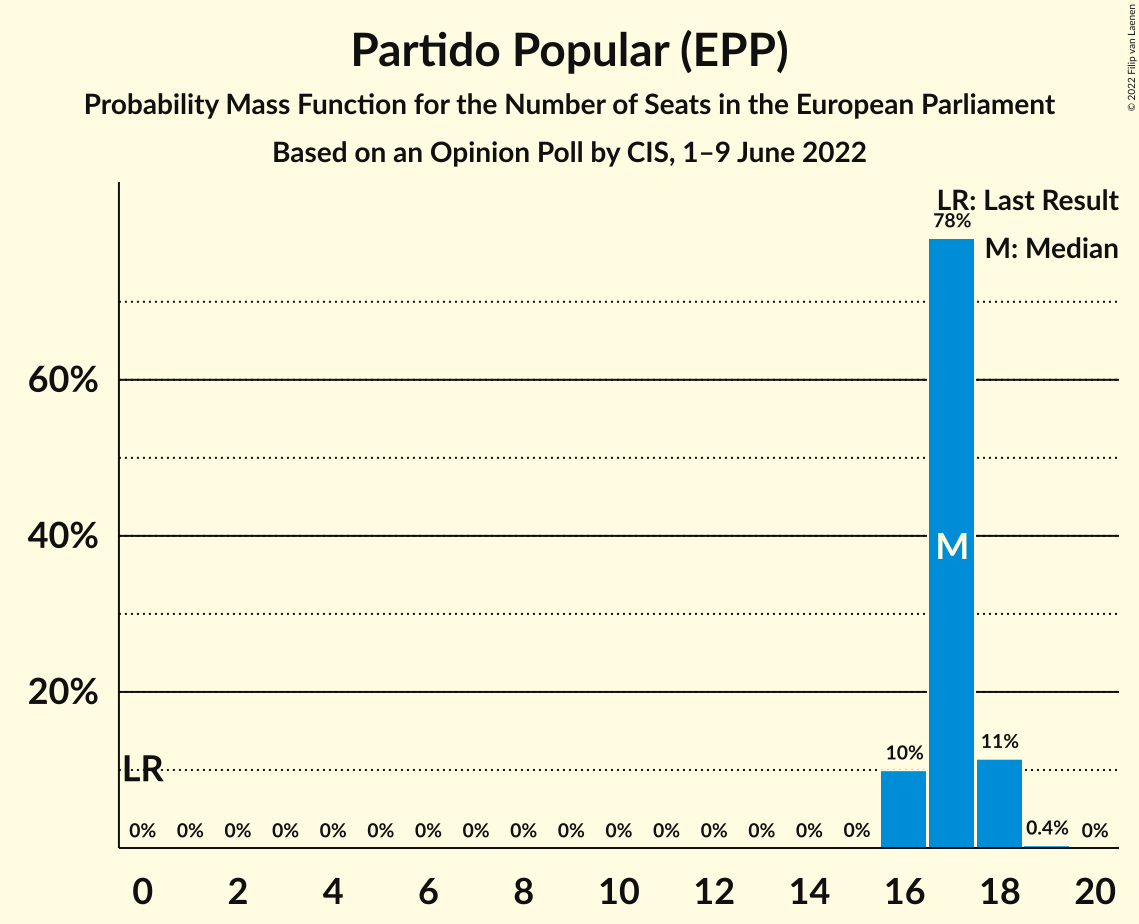 Partido Popular (EPP)
Probability Mass Function for the Number of Seats in the European Parliament
Based on an Opinion Poll by CIS, 1–9 June 2022
© 2022 Filip van Laenen
LR: Last Result
78%
M: Median
60%
40%
M
20%
11%
10%
LR
0% 0% 0% 0% 0% 0% 0% 0% 0% 0% 0% 0% 0% 0% 0% 0% 0.4% 0%
0 2 4 6 8 10 12 14 16 18 20